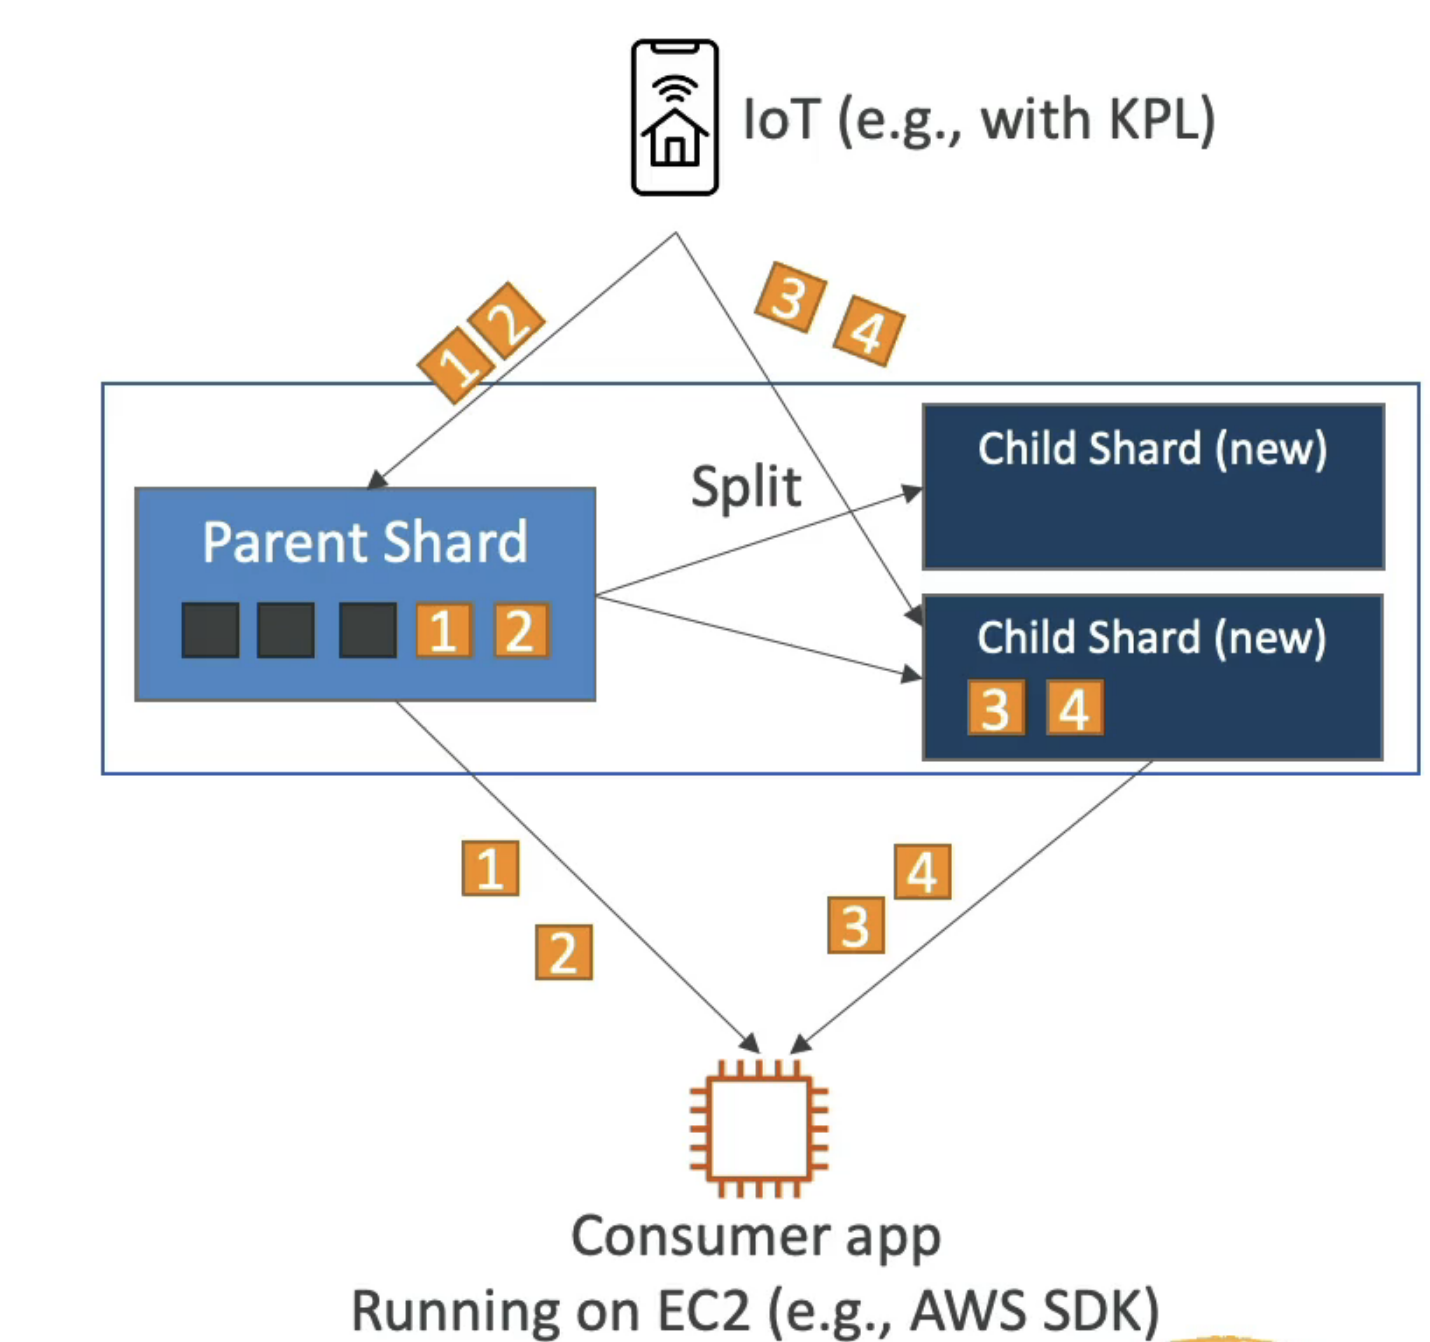 IoT (e.g., with KPL)
1 2
3 4
Split
Parent Shard
1 2
Child Shard (new)
Child Shard (new)
3 4
1
2
4
3
Consumer app
Running on EC2 (e.g., AWS SDK)